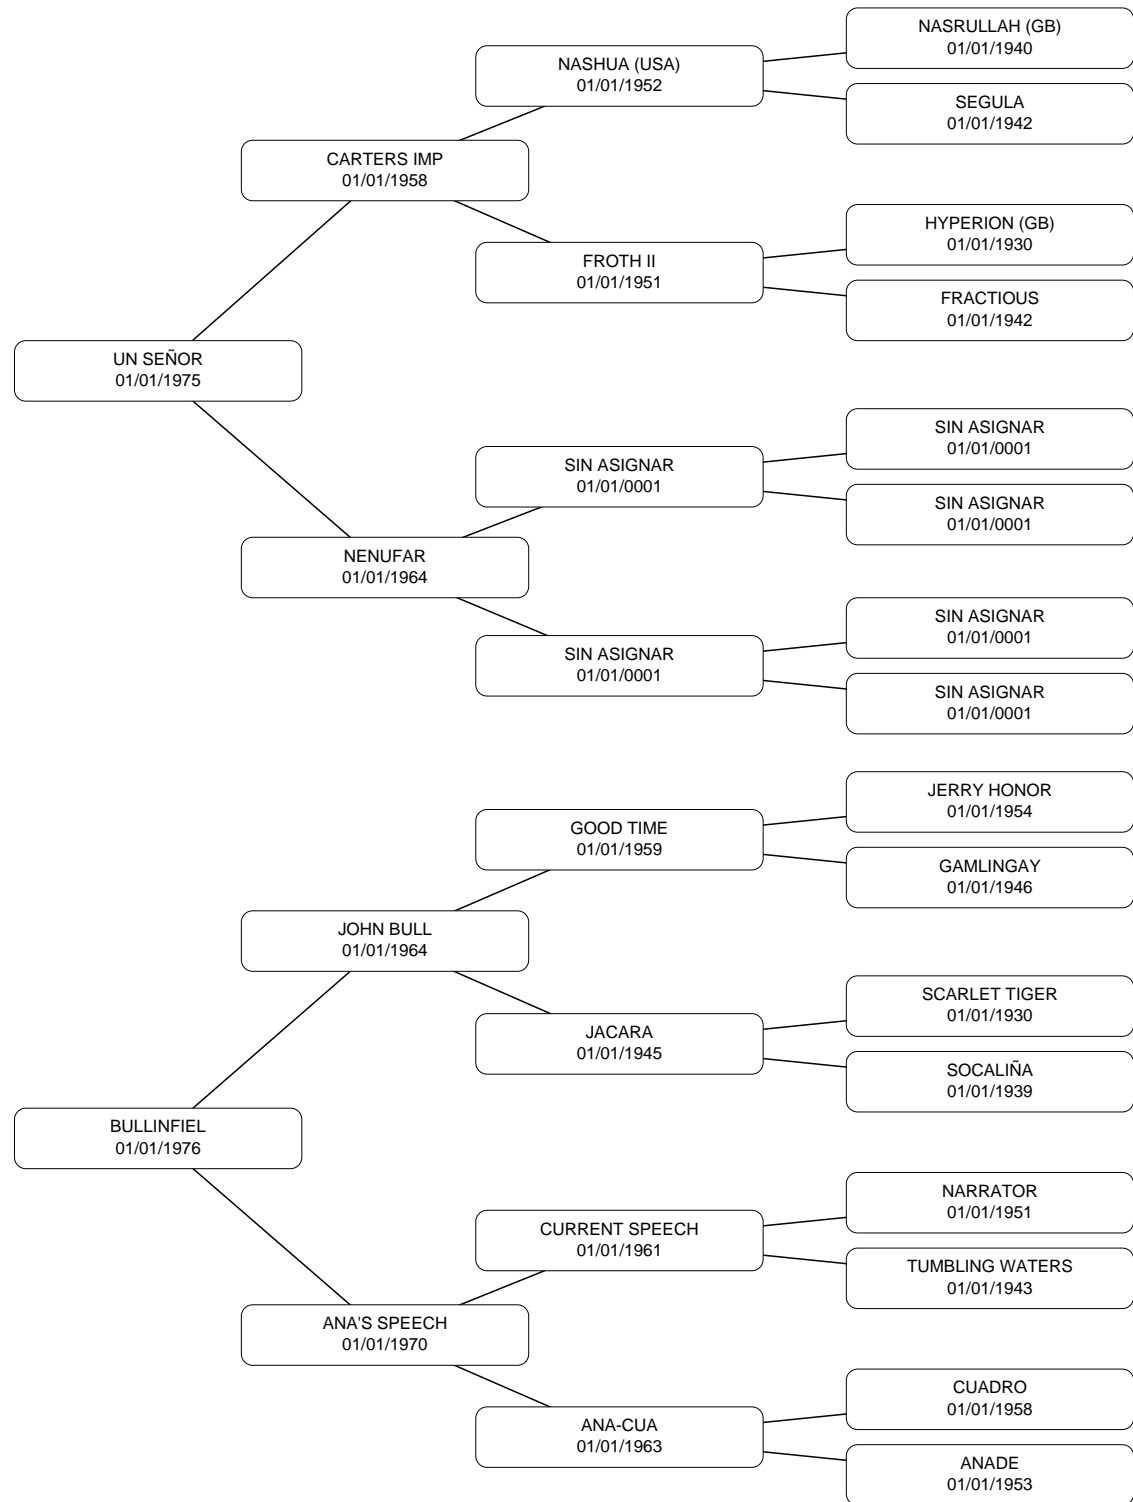 NASRULLAH (GB)
01/01/1940
NASHUA (USA)
01/01/1952
SEGULA
01/01/1942
CARTERS IMP
01/01/1958
HYPERION (GB)
01/01/1930
FROTH II
01/01/1951
FRACTIOUS
01/01/1942
UN SEÑOR
01/01/1975
SIN ASIGNAR
01/01/0001
SIN ASIGNAR
01/01/0001
SIN ASIGNAR
01/01/0001
NENUFAR
01/01/1964
SIN ASIGNAR
01/01/0001
SIN ASIGNAR
01/01/0001
SIN ASIGNAR
01/01/0001
JERRY HONOR
01/01/1954
GOOD TIME
01/01/1959
GAMLINGAY
01/01/1946
JOHN BULL
01/01/1964
SCARLET TIGER
01/01/1930
JACARA
01/01/1945
SOCALIÑA
01/01/1939
BULLINFIEL
01/01/1976
NARRATOR
01/01/1951
CURRENT SPEECH
01/01/1961
TUMBLING WATERS
01/01/1943
ANA'S SPEECH
01/01/1970
CUADRO
01/01/1958
ANA-CUA
01/01/1963
ANADE
01/01/1953